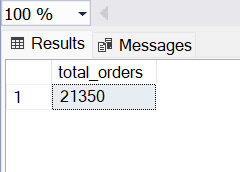 100 %
Results Messages
total_orders
1 21350